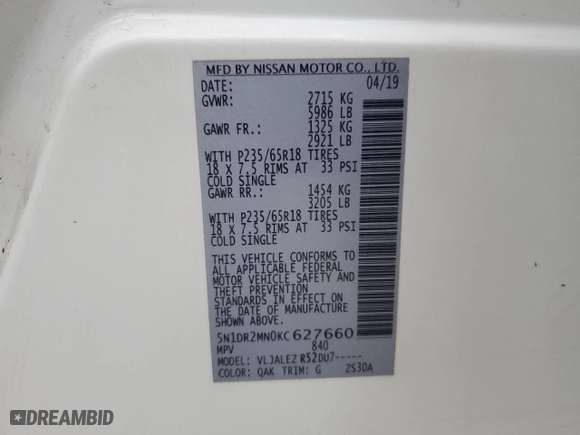 MFD BY NISSAN MOTOR CO., LTD.
DATE: 04/19
GVWR: 2715 KG
5986 LB
GAWR FR.: 1325 KG
2921 LB
WITH P235/65R18 TIRES
18 X 7.5 RIMS AT 33 PSI
COLD SINGLE
GAWR RR.: 1454 KG
3205 LB
WITH P235/65R18 TIRES
18 X 7.5 RIMS AT 33 PSI
COLD SINGLE
THIS VEHICLE CONFORMS TO
ALL APPLICABLE FEDERAL
MOTOR VEHICLE SAFETY AND
THEFT PREVENTION
STANDARDS IN EFFECT ON
THE DATE OF MANUFACTURE
SHOWN ABOVE.
5N1DR2MN0KC627660
MPV 840
MODEL: VLJALEZ R52DU7-----
COLOR: QAK TRIM: G ZS30A
DREAMBID